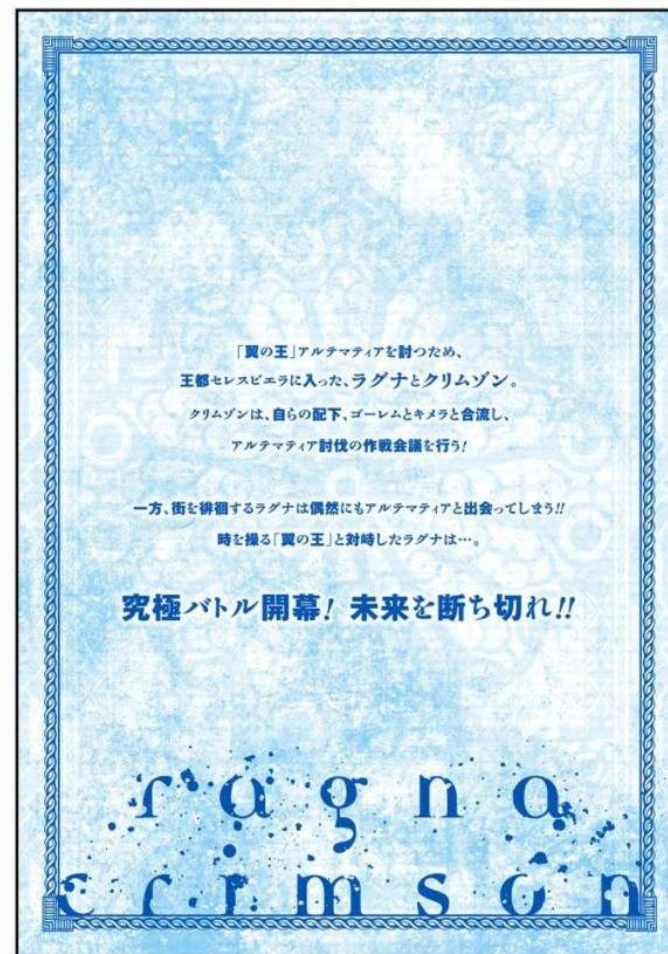 「翼の王」アルテマティアを討つため、
王都セレスピエラに入った、ラグナとクリムゾン。
クリムゾンは、自らの配下、ゴーレムとキメラと合流し、
アルテマティア討伐の作戦会議を行う!
一方、街を徘徊するラグナは偶然にもアルテマティアと出会ってしまう!!
時を操る「翼の王」と対峙したラグナは…。
究極バトル開幕! 未来を断ち切れ!!
ragna
crimson